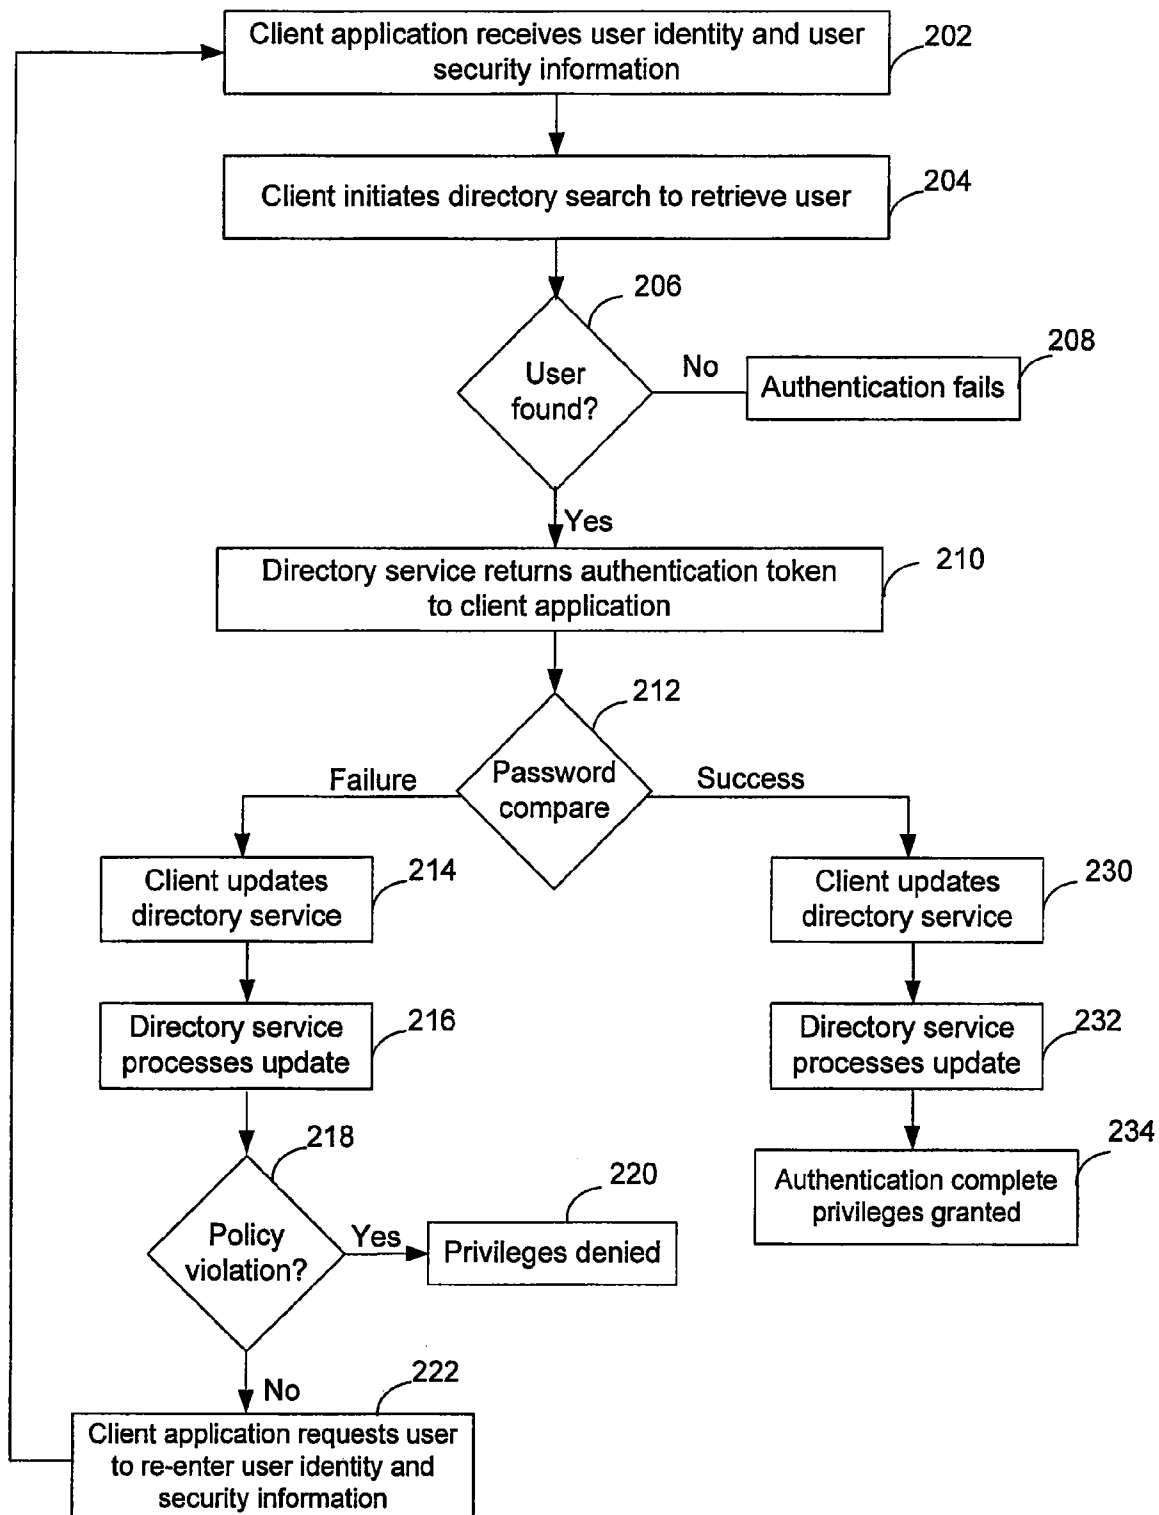 Client application receives user identity and user
security information
202
Client initiates directory search to retrieve user
204
206
User
found?
No
208
Authentication fails
Yes
Directory service returns authentication token
to client application
210
212
Password
compare
Failure
Success
Client updates
directory service
214
Client updates
directory service
230
Directory service
processes update
216
Directory service
processes update
232
218
Policy
violation?
Yes
220
Privileges denied
234
Authentication complete
privileges granted
No
222
Client application requests user
to re-enter user identity and
security information